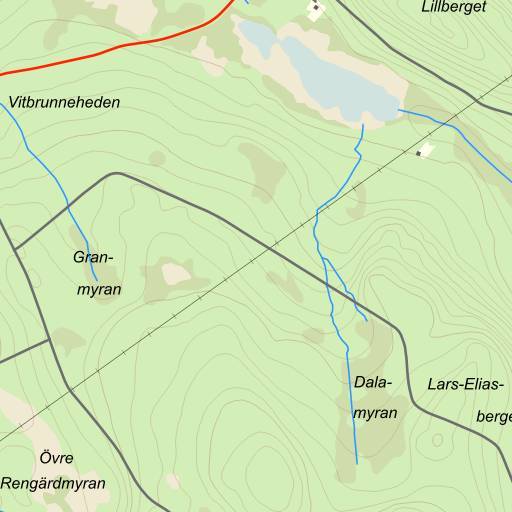 Lillberget
Vitbrunneheden
Gran-
myran
Dala-
myran
Lars-Elias-
berge
Övre
Rengärdmyran